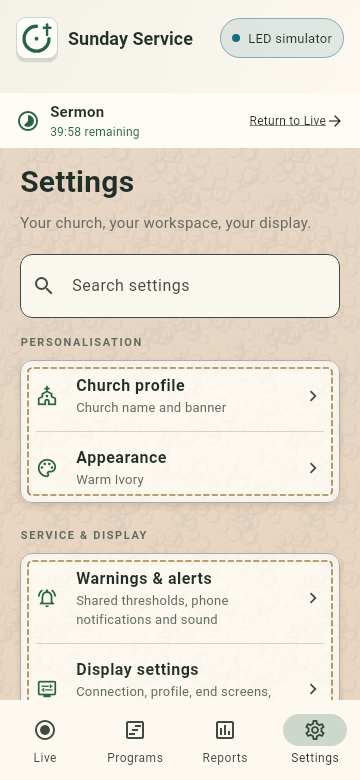 Sunday Service
LED simulator
Sermon
39:58 remaining
Return to Live
Settings
Your church, your workspace, your display.
Search settings
PERSONALISATION
Church profile
Church name and banner
Appearance
Warm Ivory
SERVICE & DISPLAY
Warnings & alerts
Shared thresholds, phone
notifications and sound
Display settings
Connection, profile, end screens,
Live
Programs
Reports
Settings